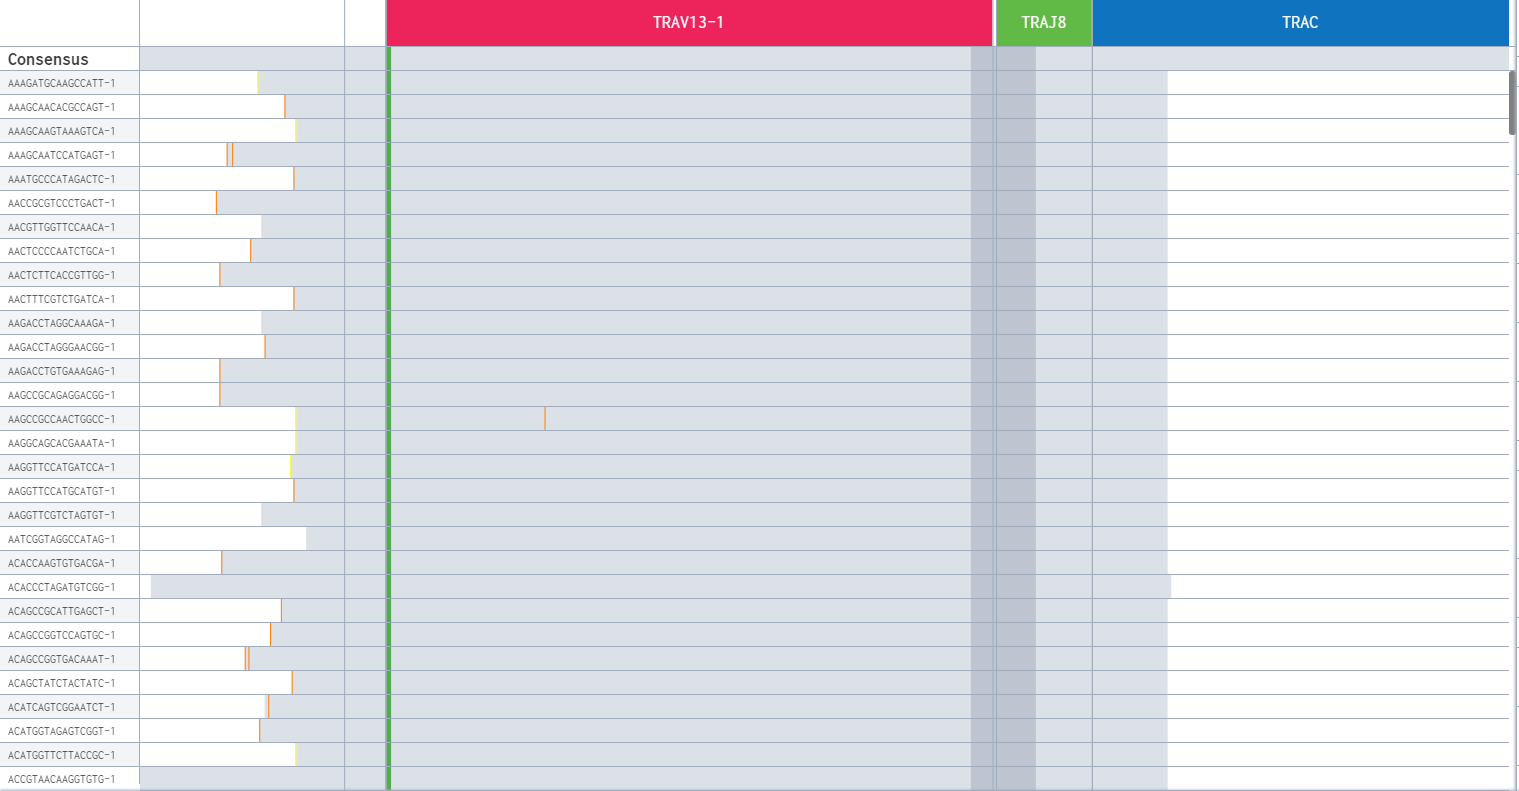 TRAV13-1 TRAJ8 TRAC
Consensus
AAAGATGCAAGCCATT-1
AAAGCAACACGCCAGT-1
AAAGCAAGTAAAGTCA-1
AAAGCAATCCATGAGT-1
AAATGCCCATAGACTC-1
AACCGCGTCCCTGACT-1
AACGTTGGTTCCAACA-1
AACTCCCCAATCTGCA-1
AACTCTTCACCGTTGG-1
AACTTTCGTCTGATCA-1
AAGACCTAGGCAAAGA-1
AAGACCTAGGGAACGG-1
AAGACCTGTGAAAGAG-1
AAGCCGCAGAGGACGG-1
AAGCCGCCAACTGGCC-1
AAGGCAGCACGAAATA-1
AAGGTTCCATGATCCA-1
AAGGTTCCATGCATGT-1
AAGGTTCGTCTAGTGT-1
AATCGGTAGGCCATAG-1
ACACCAAGTGTGACGA-1
ACACCCTAGATGTCGG-1
ACAGCCGCATTGAGCT-1
ACAGCCGGTCCAGTGC-1
ACAGCCGGTGACAAAT-1
ACAGCTATCTACTATC-1
ACATCAGTCGGAATCT-1
ACATGGTAGAGTCGGT-1
ACATGGTTCTTACCGC-1
ACCGTAACAAGGTGTG-1